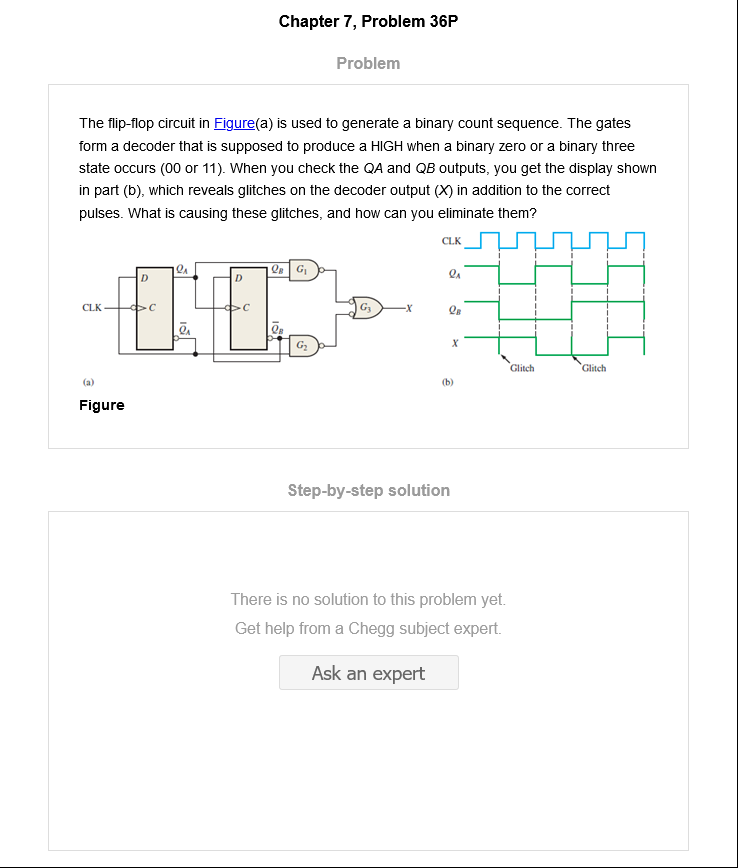 Chapter 7, Problem 36P
Problem
The flip-flop circuit in Figure(a) is used to generate a binary count sequence. The gates
form a decoder that is supposed to produce a HIGH when a binary zero or a binary three
state occurs (00 or 11). When you check the QA and QB outputs, you get the display shown
in part (b), which reveals glitches on the decoder output (X) in addition to the correct
pulses. What is causing these glitches, and how can you eliminate them?
CLK
D
Q_A
D
Q_B
G_1
Q_A
CLK
C
C
G_3
X
Q_B
Q̅_A
Q̅_B
G_2
X
Glitch
Glitch
(a)
(b)
Figure
Step-by-step solution
There is no solution to this problem yet.
Get help from a Chegg subject expert.
Ask an expert